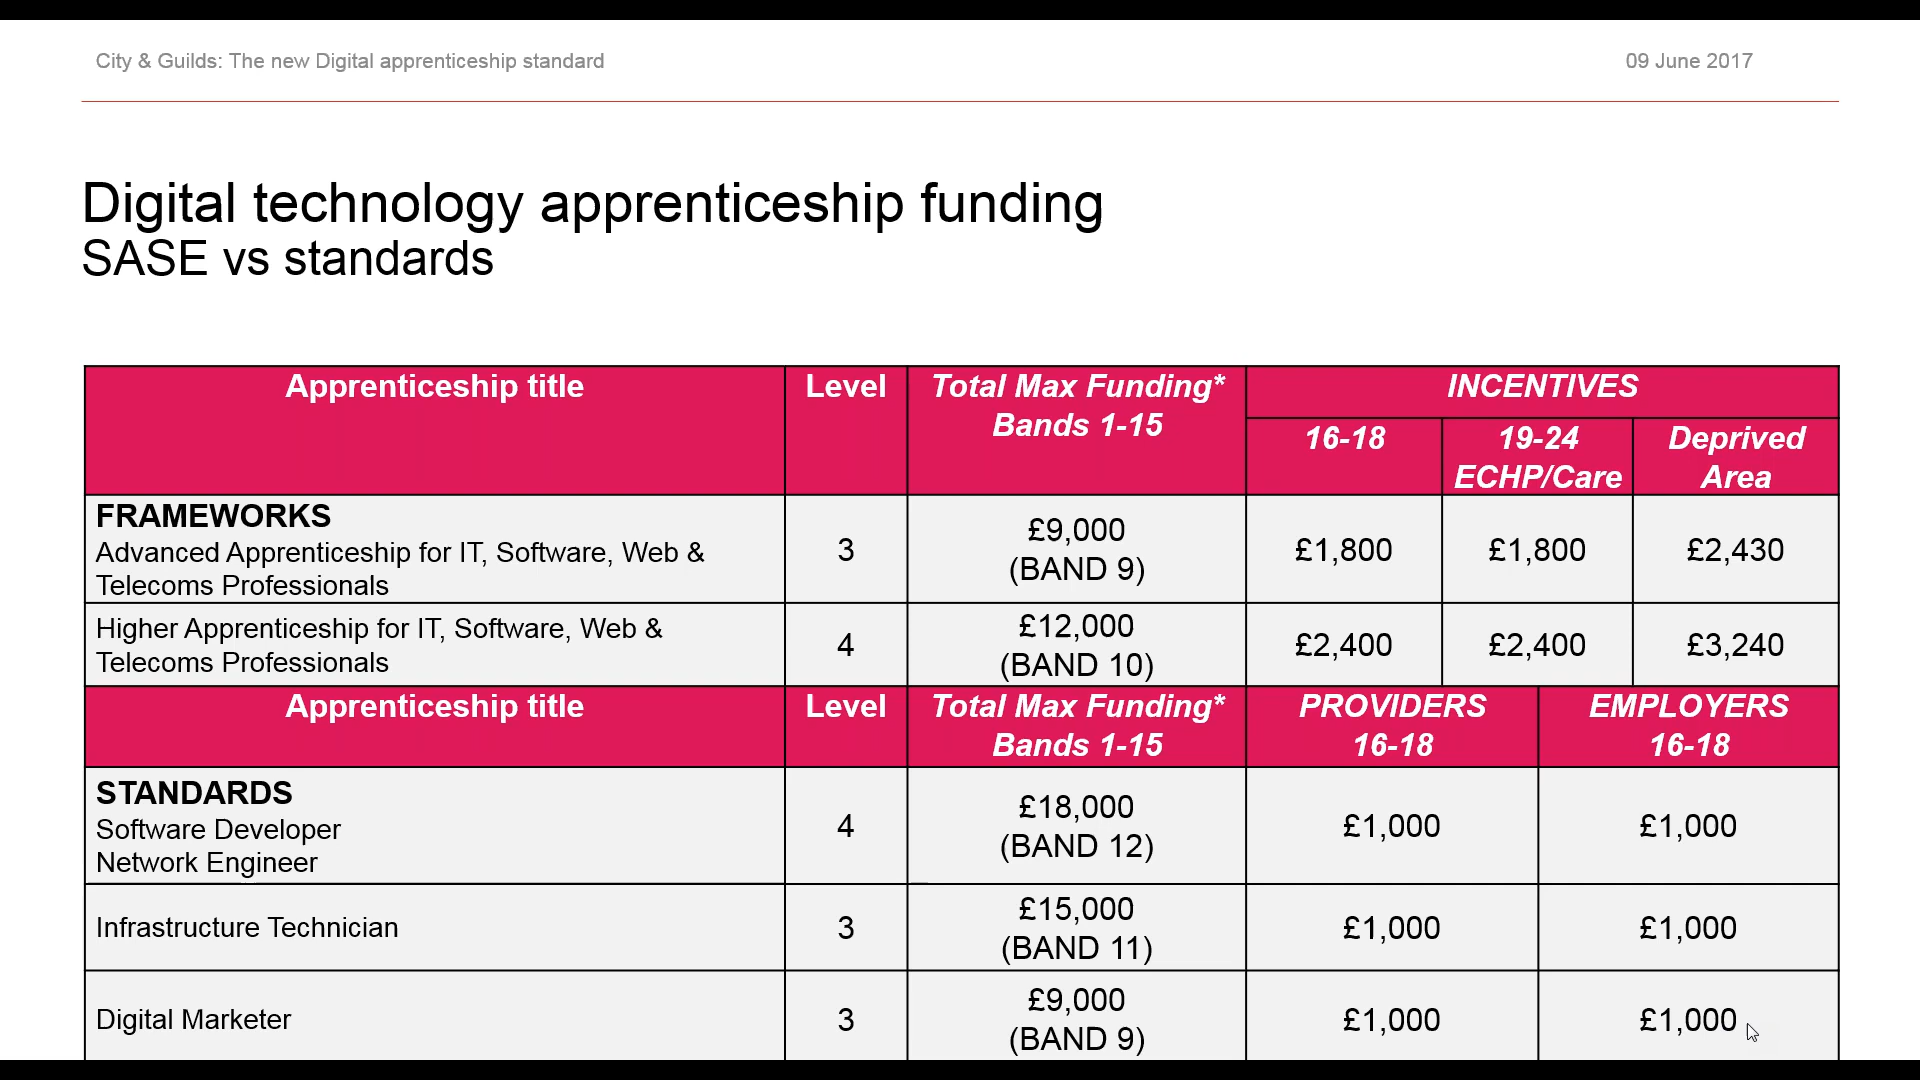 City & Guilds: The new Digital apprenticeship standard
09 June 2017
Digital technology apprenticeship funding
SASE vs standards
Apprenticeship title
Level
Total Max Funding*
Bands 1-15
INCENTIVES
16-18
19-24
ECHP/Care
Deprived
Area
FRAMEWORKS
Advanced Apprenticeship for IT, Software, Web &
Telecoms Professionals
3
£9,000
(BAND 9)
£1,800
£1,800
£2,430
Higher Apprenticeship for IT, Software, Web &
Telecoms Professionals
4
£12,000
(BAND 10)
£2,400
£2,400
£3,240
Apprenticeship title
Level
Total Max Funding*
Bands 1-15
PROVIDERS
16-18
EMPLOYERS
16-18
STANDARDS
Software Developer
Network Engineer
4
£18,000
(BAND 12)
£1,000
£1,000
Infrastructure Technician
3
£15,000
(BAND 11)
£1,000
£1,000
Digital Marketer
3
£9,000
(BAND 9)
£1,000
£1,000